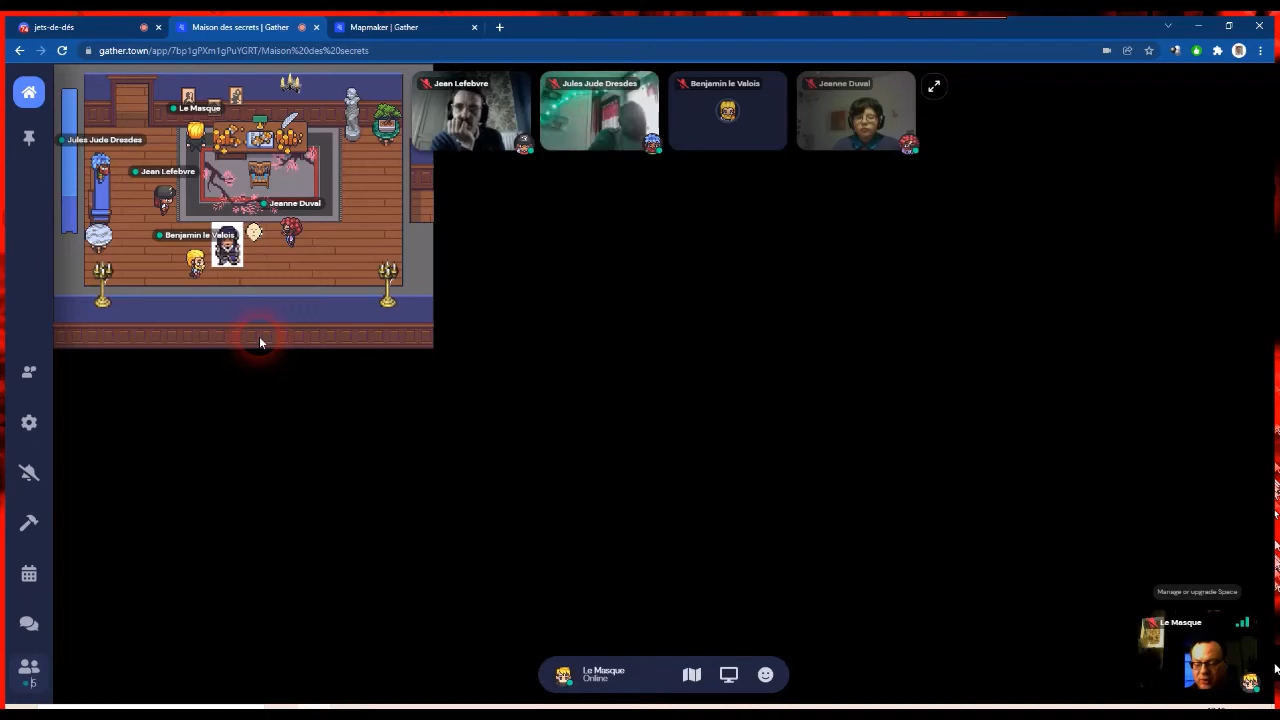 jets-de-dés
Maison des secrets | Gather
Mapmaker | Gather
gather.town/app/7bp1gPXm1gPuYGRT/Maison%20des%20secrets
Jean Lefebvre
Jules Jude Dresdes
Benjamin le Valois
Jeanne Duval
Le Masque
Jules Jude Dresdes
Jean Lefebvre
Jeanne Duval
Benjamin le Valois
Manage or upgrade Space
Le Masque
Le Masque
Online
5